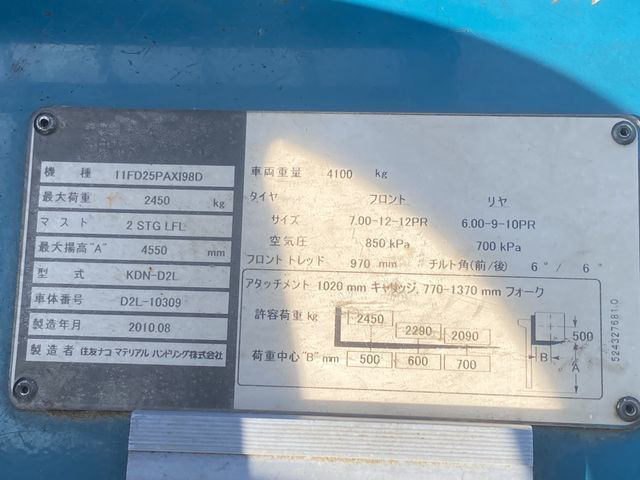 機 種 11FD25PAXI98D
最大荷重 2450 kg
マ ス ト 2 STG LFL
最大揚高"A" 4550 mm
型 式 KDN-D2L
車体番号 D2L-10309
製造年月 2010.08
製 造 者 住友ナコ マテリアル ハンドリング株式会社
車両重量 4100 kg
タイヤ フロント リヤ
サイズ 7.00-12-12PR 6.00-9-10PR
空気圧 850 kPa 700 kPa
フロント トレッド 970 mm チルト角(前/後) 6° / 6°
アタッチメント 1020 mm キャリッジ, 770-1370 mm フォーク
許容荷重 kg 2450 2290 2090
荷重中心"B" mm 500 600 700
500
B
A
524327681.0